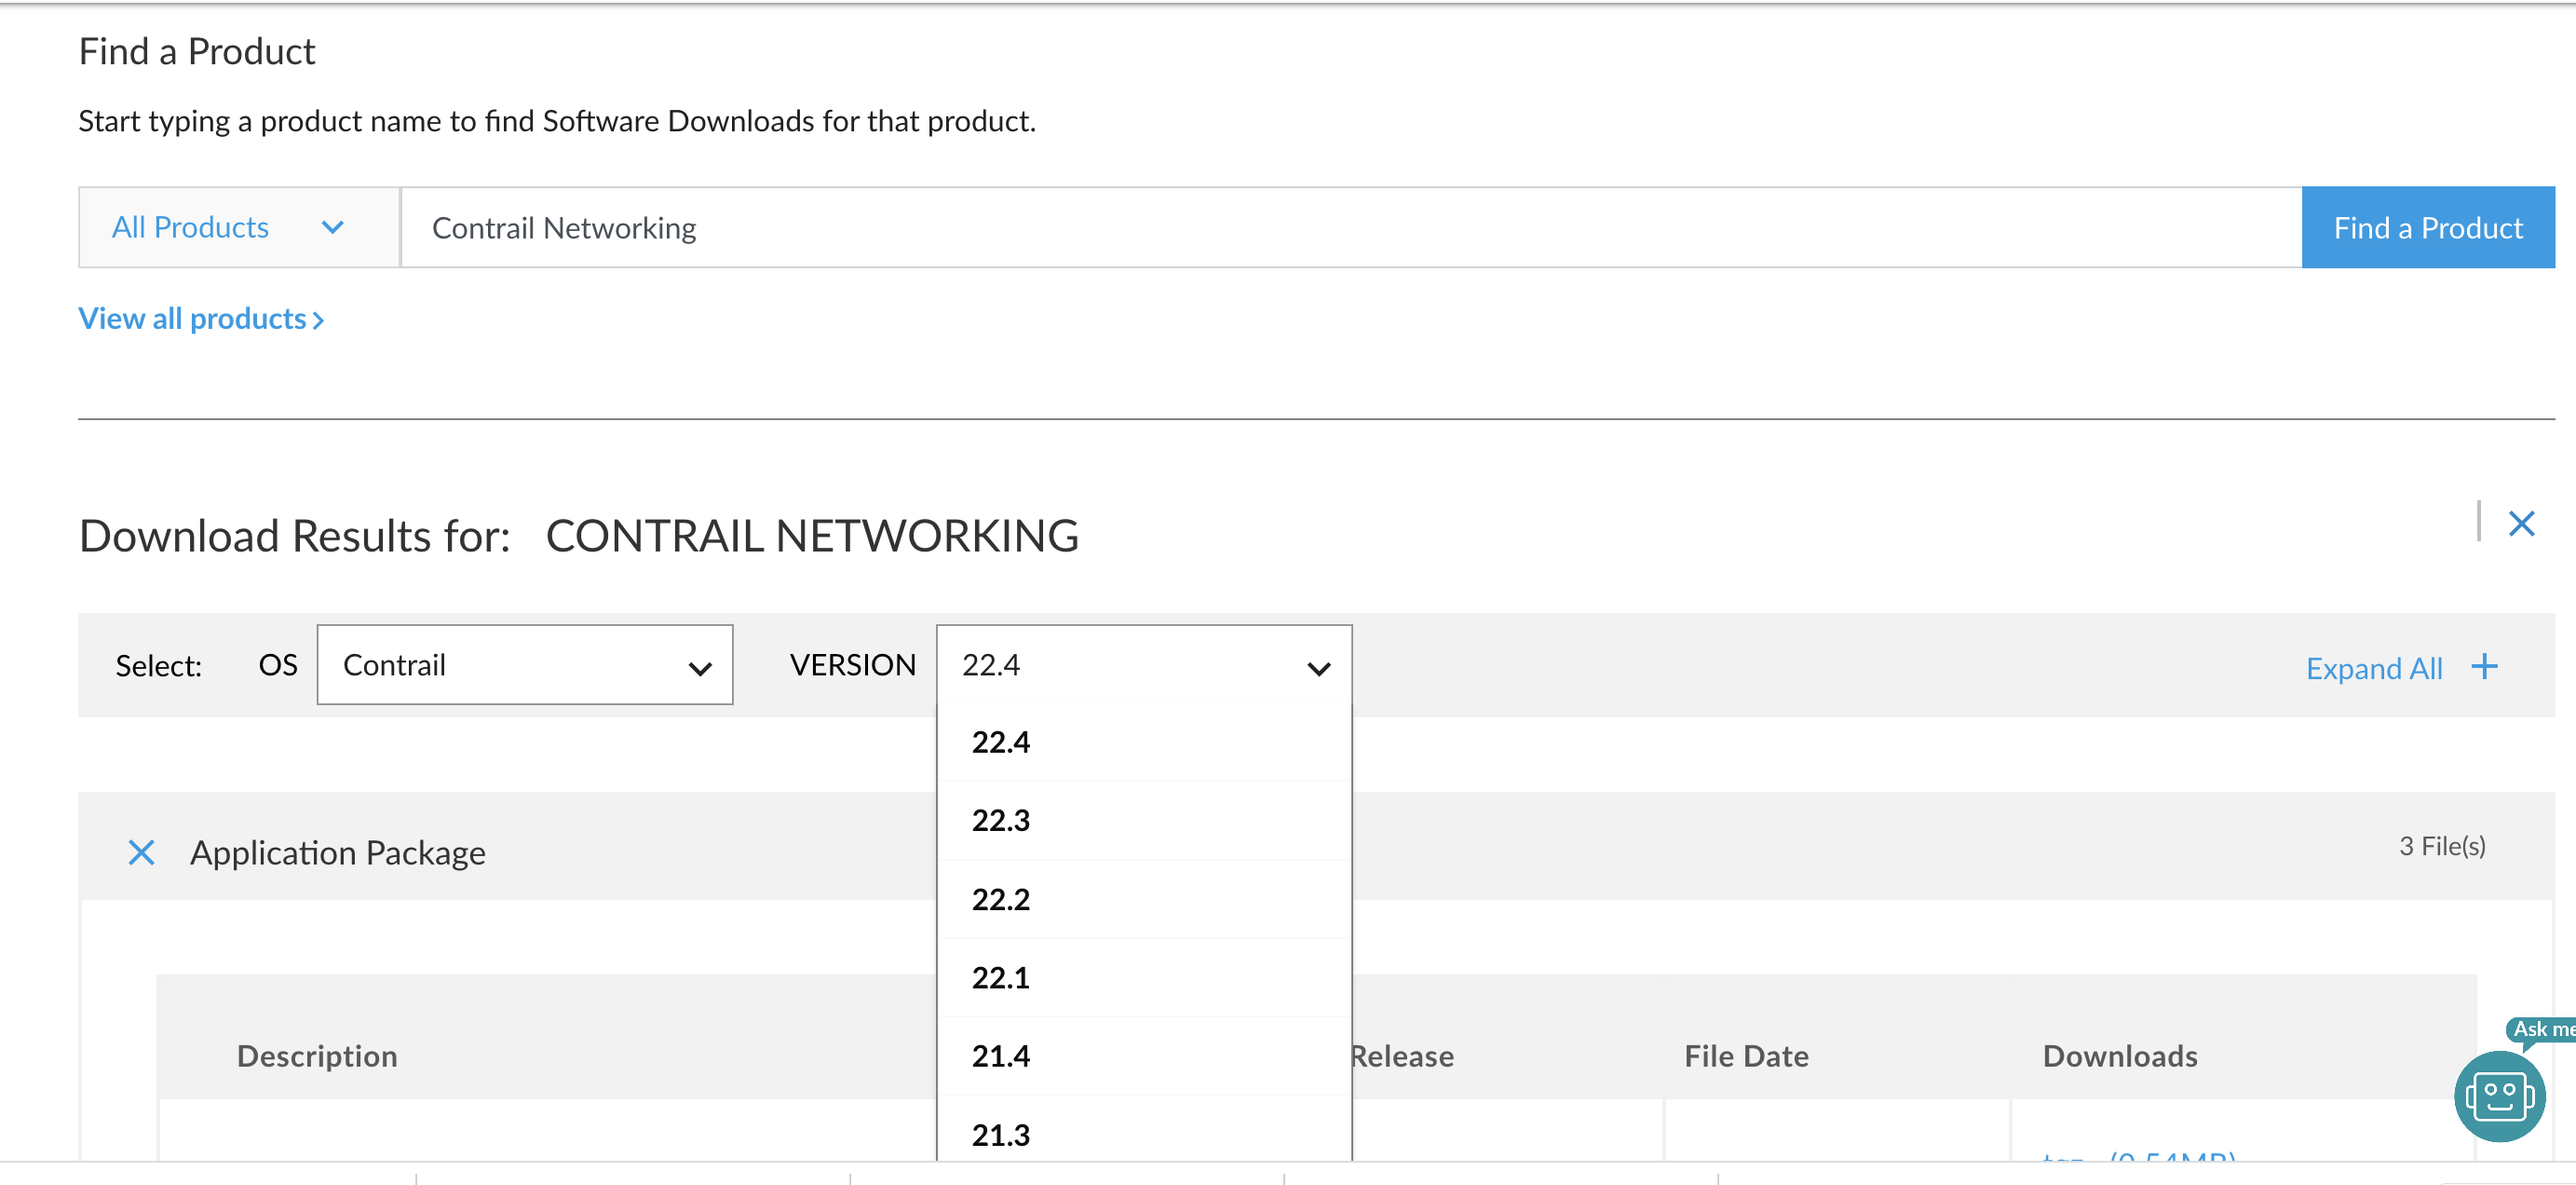 Find a Product
Start typing a product name to find Software Downloads for that product.
All Products
Contrail Networking
Find a Product
View all products
Download Results for: CONTRAIL NETWORKING
Select: OS Contrail VERSION 22.4 Expand All
22.4
22.3
22.2
22.1
21.4
21.3
Application Package 3 File(s)
Description Release File Date Downloads
Ask me